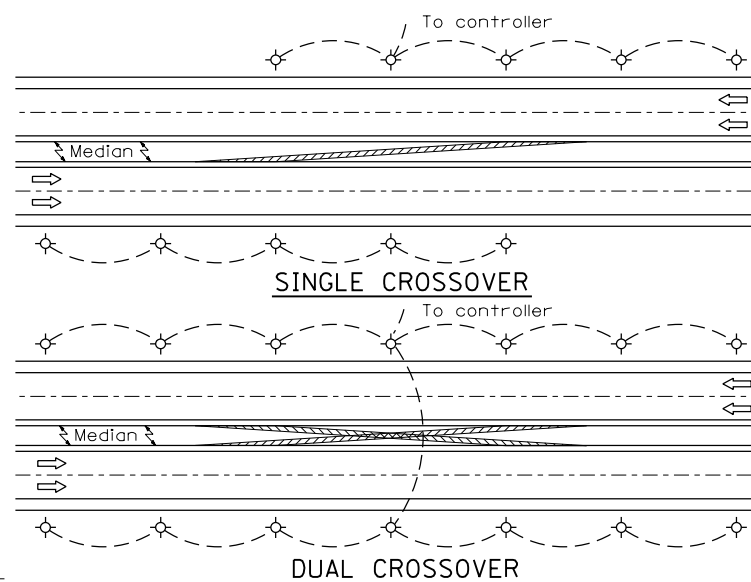 To controller
Median
SINGLE CROSSOVER
To controller
Median
DUAL CROSSOVER